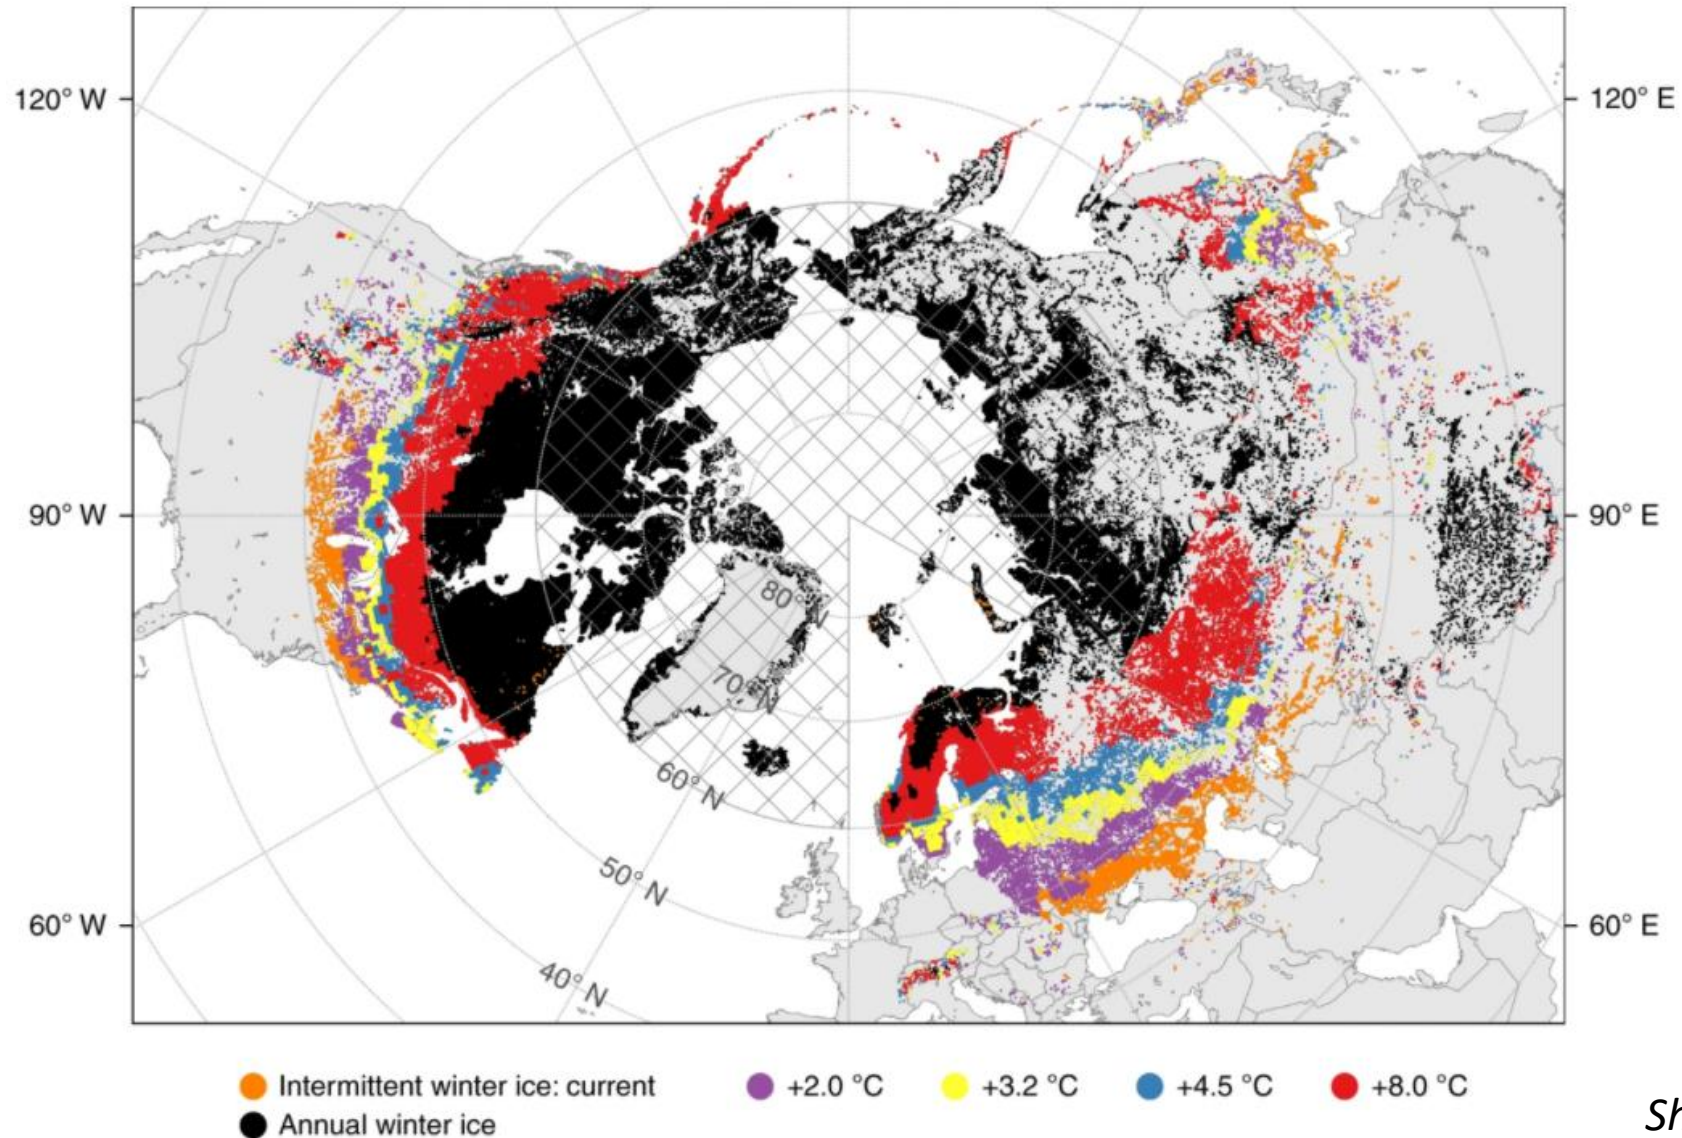 120° W
120° E
90° W
90° E
80° N
70° N
60° N
60° W
60° E
50° N
40° N
Intermittent winter ice: current
+2.0 °C
+3.2 °C
+4.5 °C
+8.0 °C
Annual winter ice
Sh